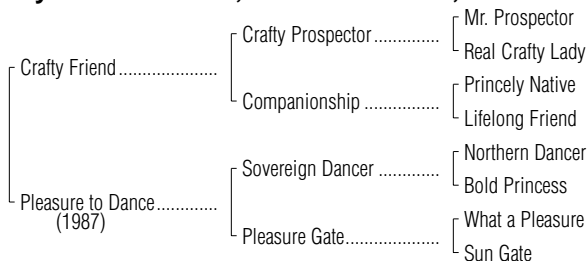 Mr. Prospector
Crafty Prospector..............
Real Crafty Lady
Crafty Friend.....................
Princely Native
Companionship ................
Lifelong Friend
Northern Dancer
Sovereign Dancer .............
Bold Princess
Pleasure to Dance.............
(1987)
What a Pleasure
Pleasure Gate....................
Sun Gate